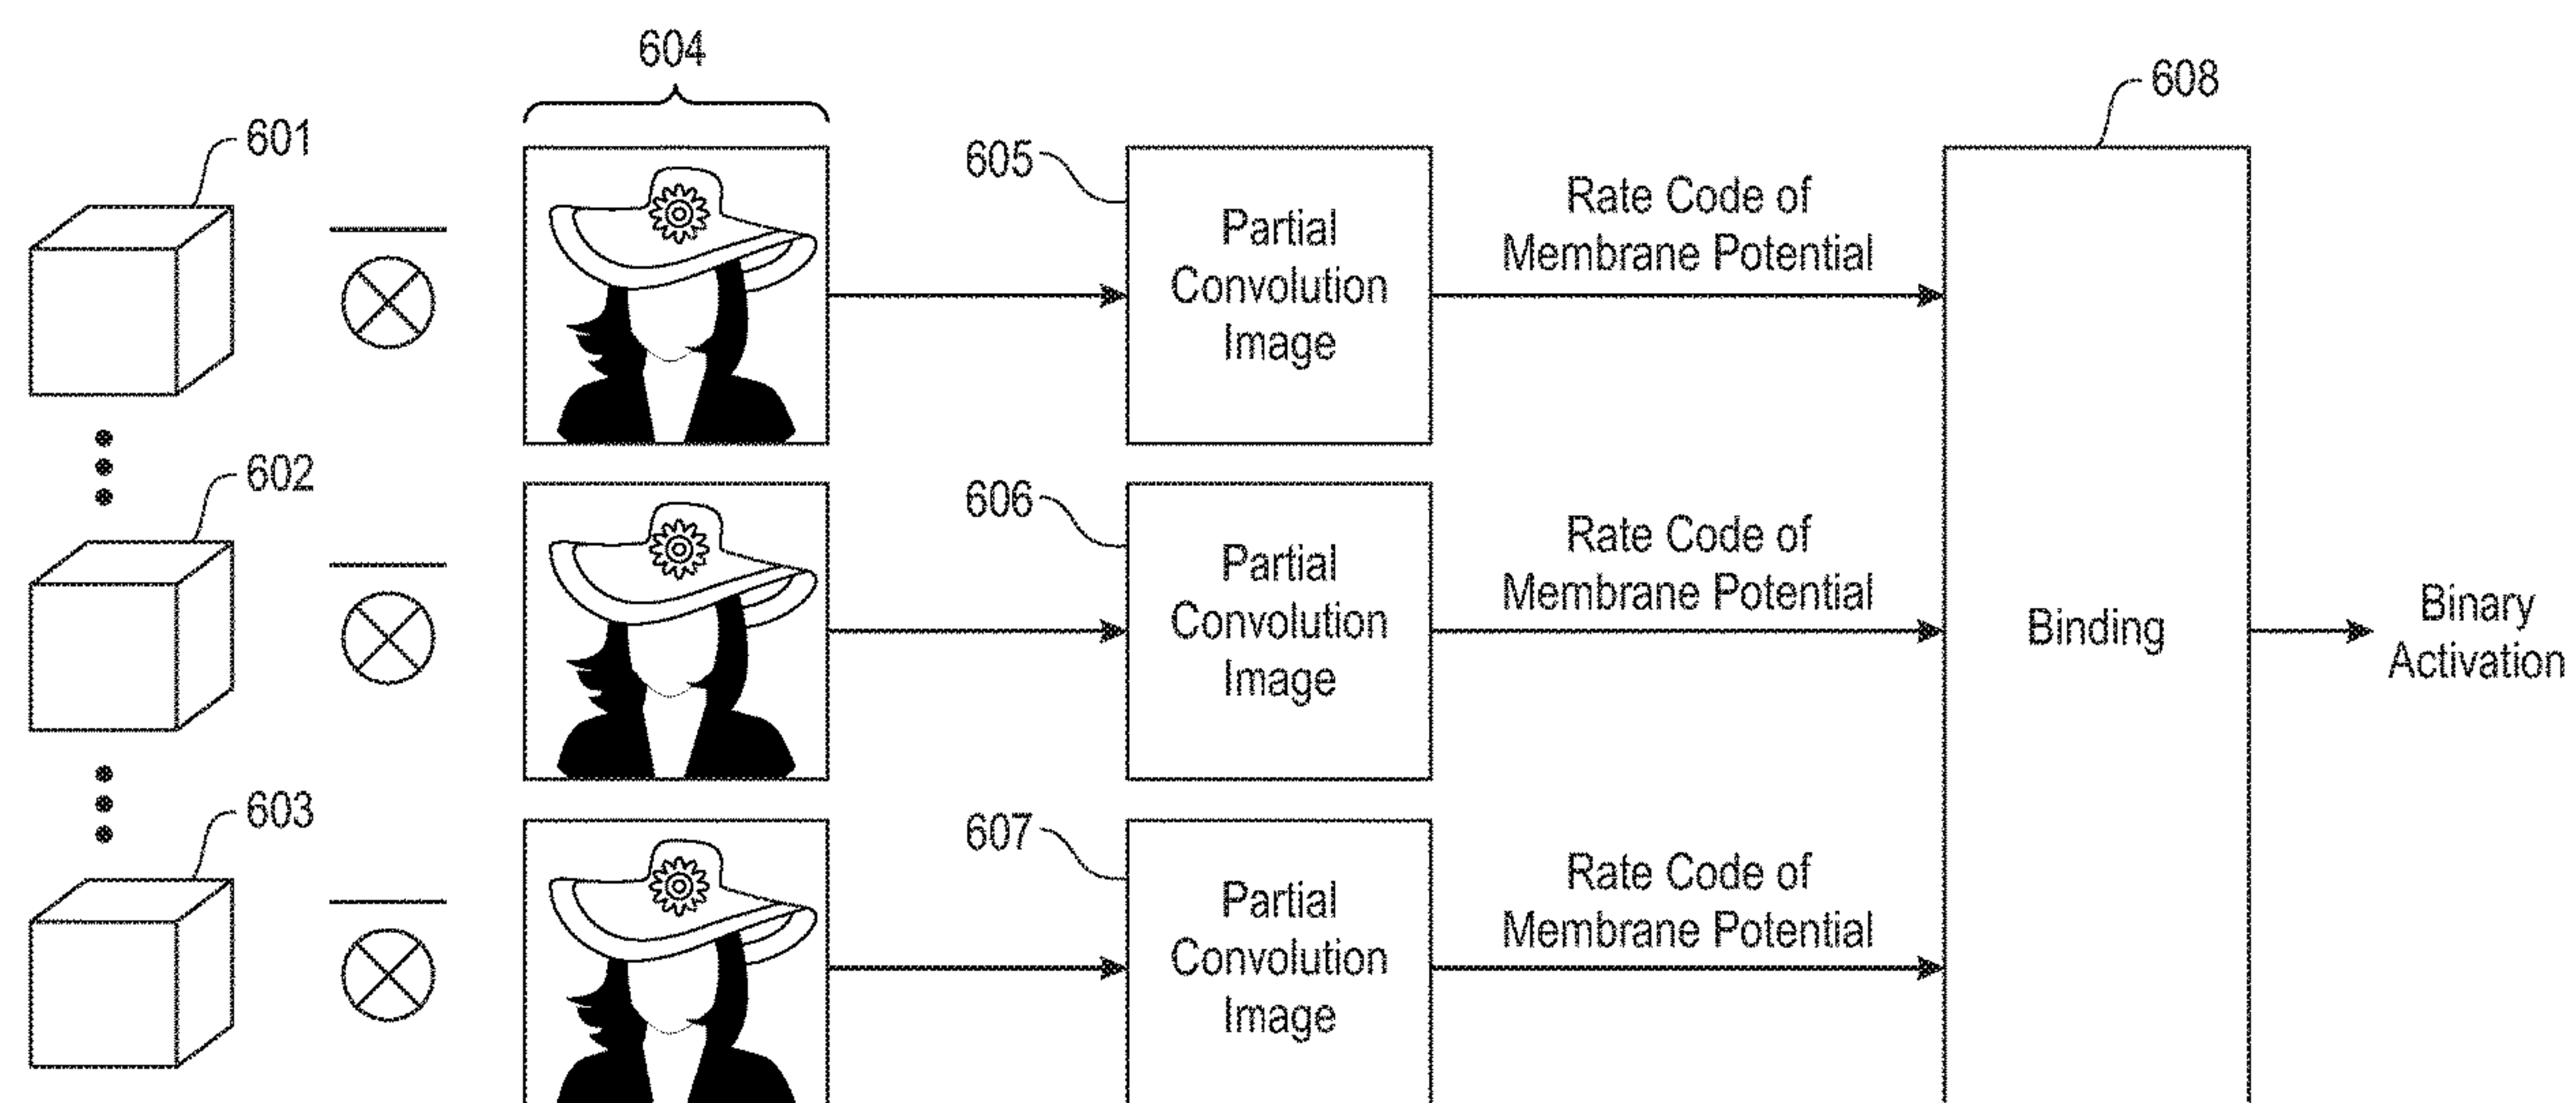 604
608
601
605
Rate Code of
Membrane Potential
Partial
Convolution
Image
602
606
Rate Code of
Membrane Potential
Partial
Convolution
Image
Binding
Binary
Activation
603
607
Rate Code of
Membrane Potential
Partial
Convolution
Image